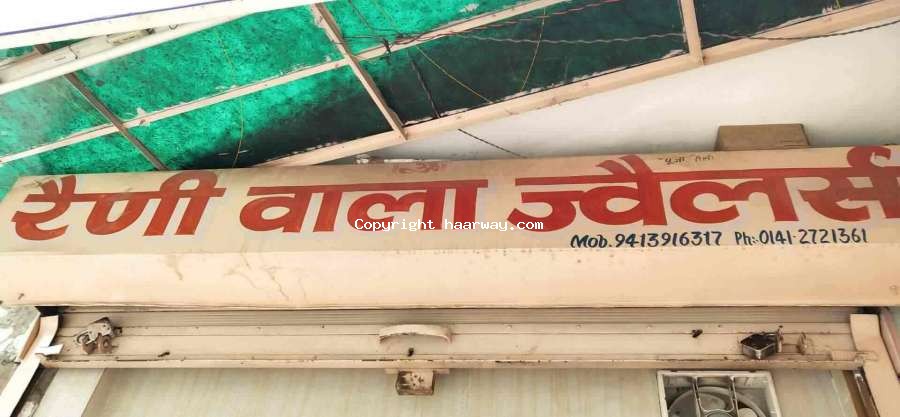 रैणी वाला ज्वैलर्स
Copyright haarway.com
Mob. 9413916317 Ph:-0141-2721361